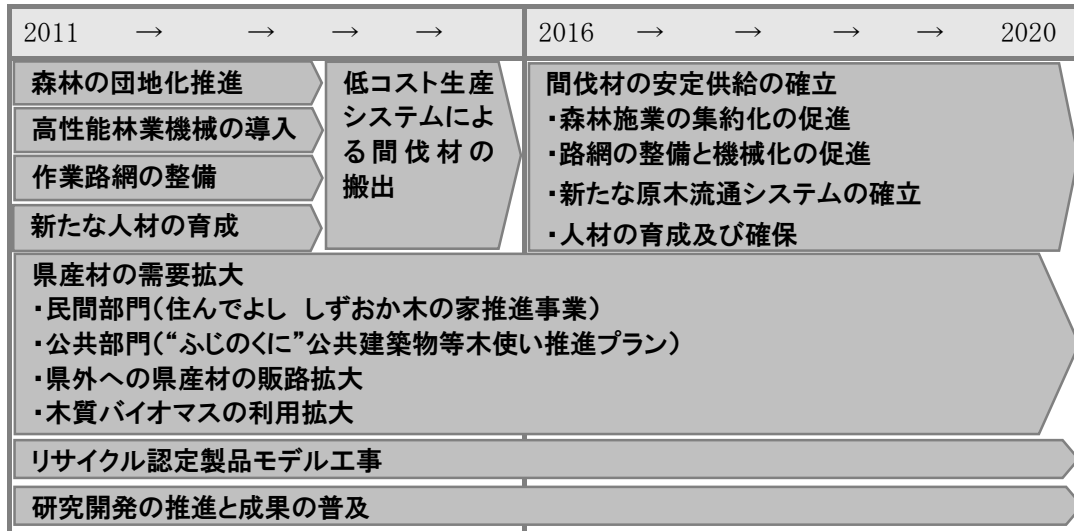 2011 → → → → 2016 → → → → 2020
森林の団地化推進
高性能林業機械の導入
作業路網の整備
新たな人材の育成
低コスト生産
システムによ
る間伐材の
搬出
間伐材の安定供給の確立
・森林施業の集約化の促進
・路網の整備と機械化の促進
・新たな原木流通システムの確立
・人材の育成及び確保
県産材の需要拡大
・民間部門(住んでよし しずおか木の家推進事業)
・公共部門(“ふじのくに”公共建築物等木使い推進プラン)
・県外への県産材の販路拡大
・木質バイオマスの利用拡大
リサイクル認定製品モデル工事
研究開発の推進と成果の普及